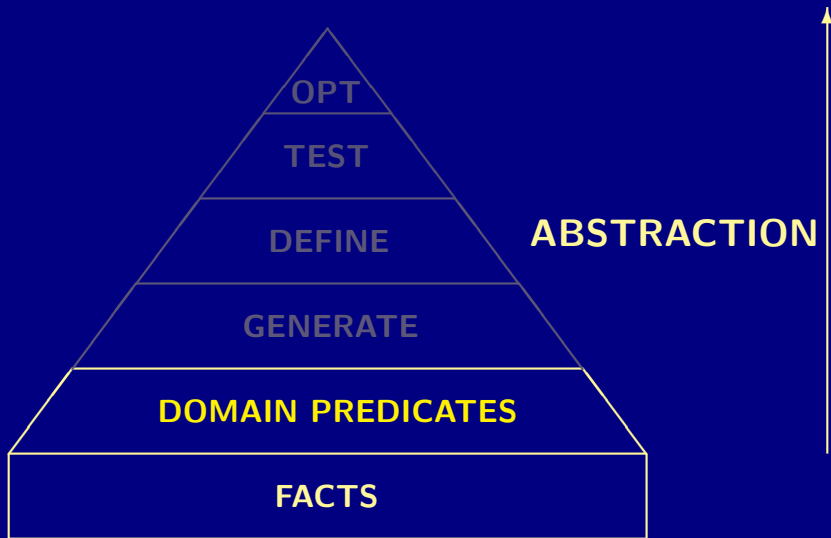 OPT
TEST
DEFINE
ABSTRACTION
GENERATE
DOMAIN PREDICATES
FACTS